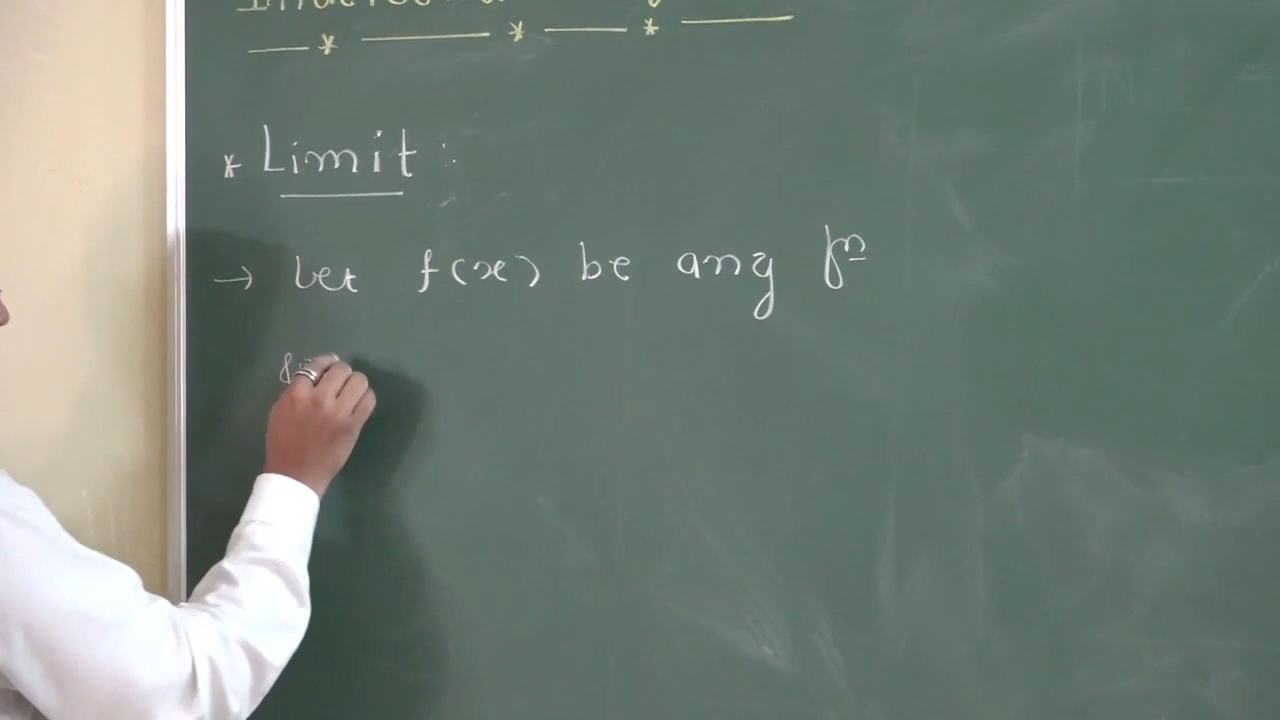 * Limit :
→ Let f(x) be any fn